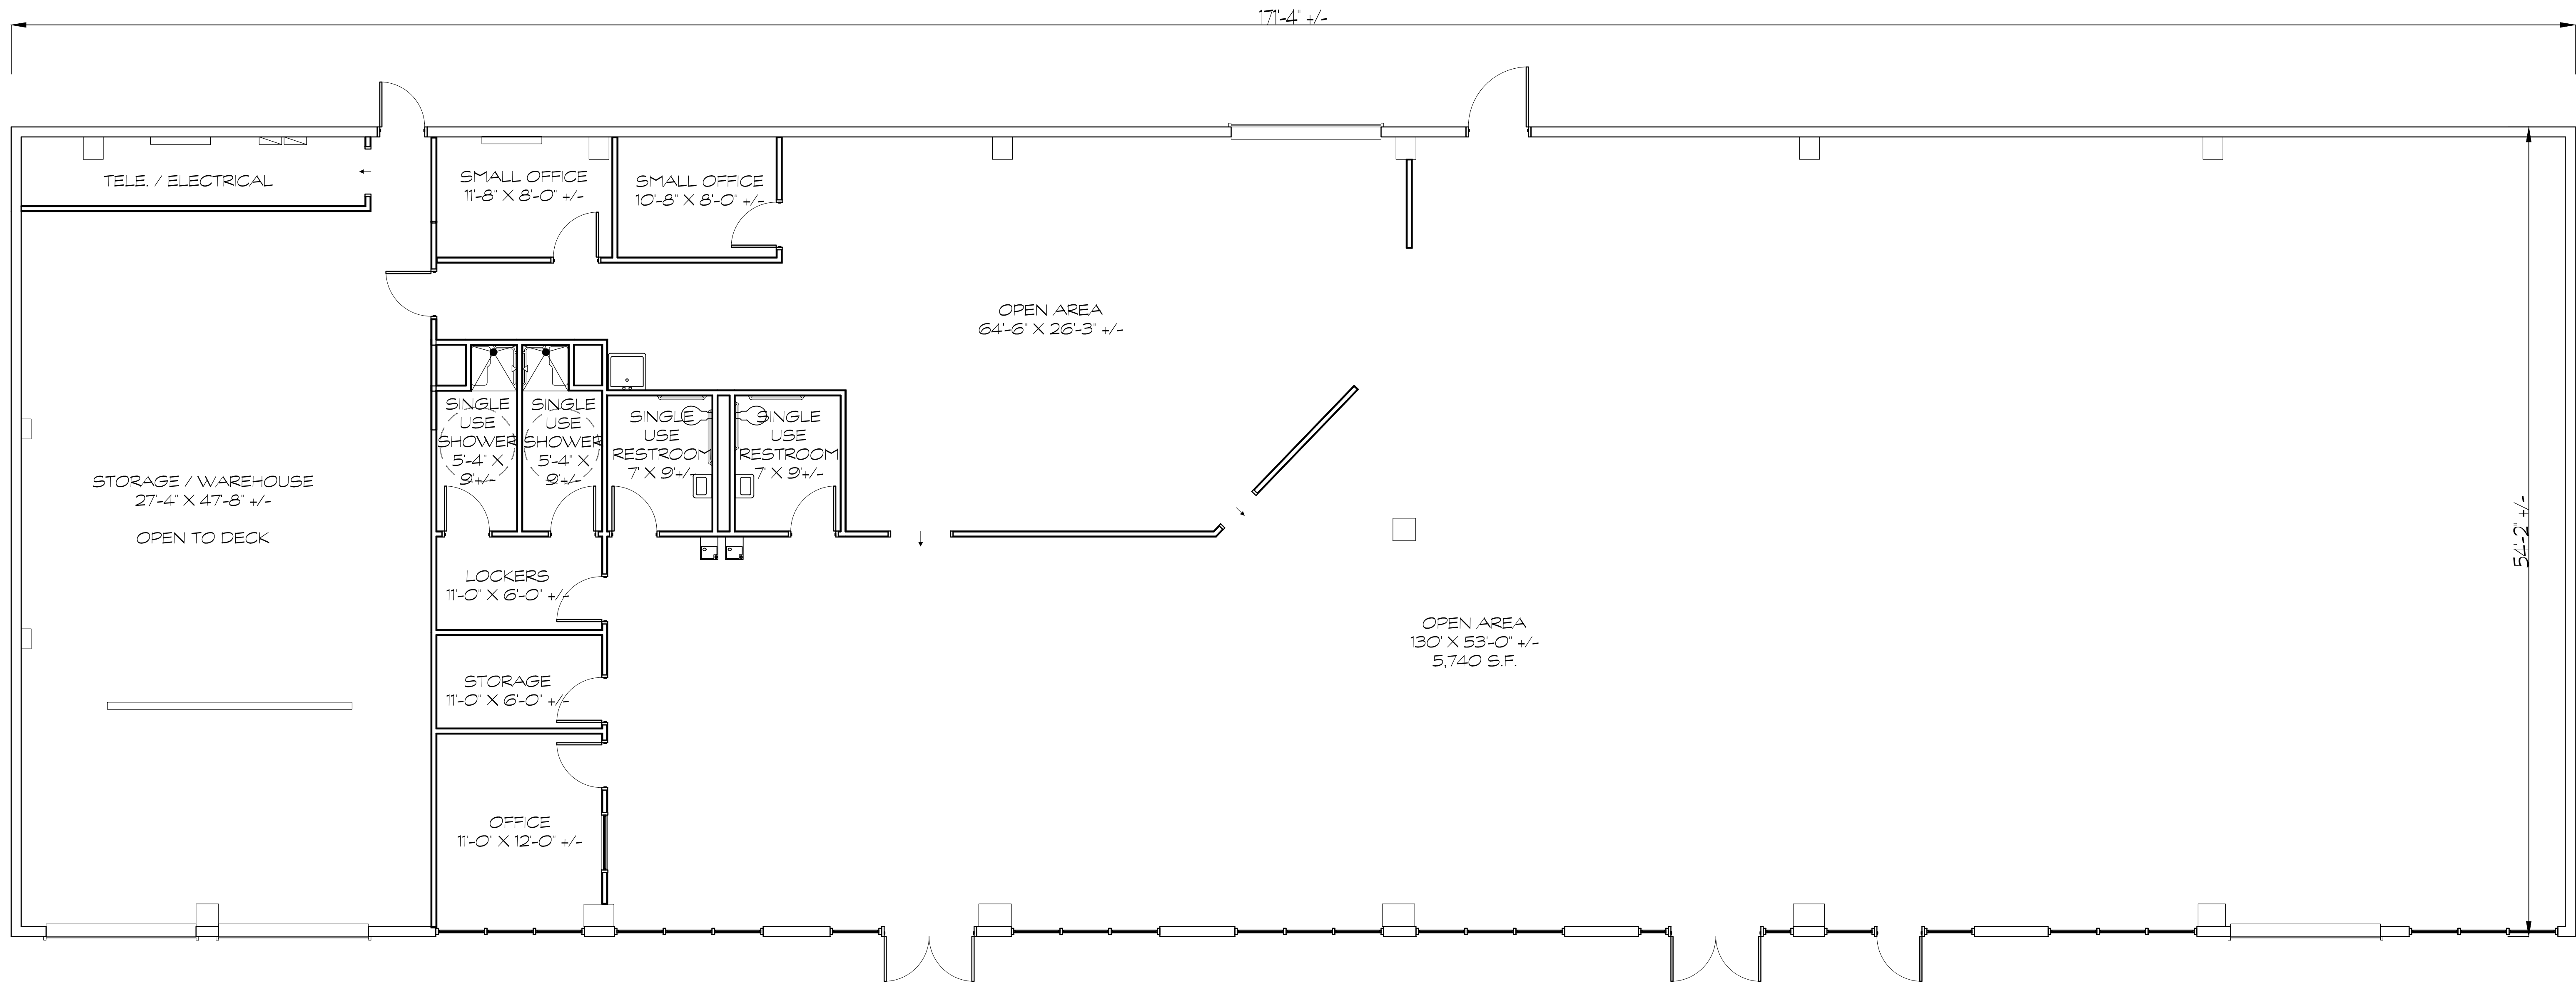 171'-4" +/-
TELE. / ELECTRICAL
SMALL OFFICE
11'-8" X 8'-0" +/-
SMALL OFFICE
10'-8" X 8'-0" +/-
OPEN AREA
64'-6" X 26'-3" +/-
SINGLE
USE
SHOWER
5'-4" X
9'+/-
SINGLE
USE
SHOWER
5'-4" X
9'+/-
SINGLE
USE
RESTROOM
7' X 9'+/-
SINGLE
USE
RESTROOM
7' X 9'+/-
STORAGE / WAREHOUSE
27'-4" X 47'-8" +/-
OPEN TO DECK
54'-2" +/-
LOCKERS
11'-0" X 6'-0" +/-
OPEN AREA
130' X 53'-0" +/-
5,740 S.F.
STORAGE
11'-0" X 6'-0" +/-
OFFICE
11'-0" X 12'-0" +/-